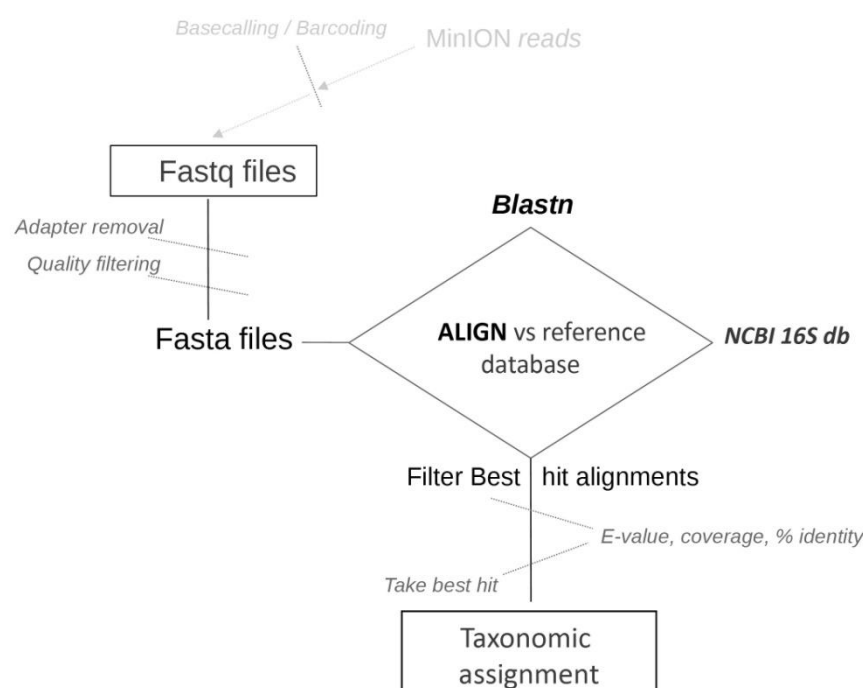 Basecalling / Barcoding
MinION reads
Fastq files
Adapter removal
Quality filtering
Fasta files
Blastn
ALIGN vs reference
database
NCBI 16S db
Filter Best hit alignments
E-value, coverage, % identity
Take best hit
Taxonomic
assignment